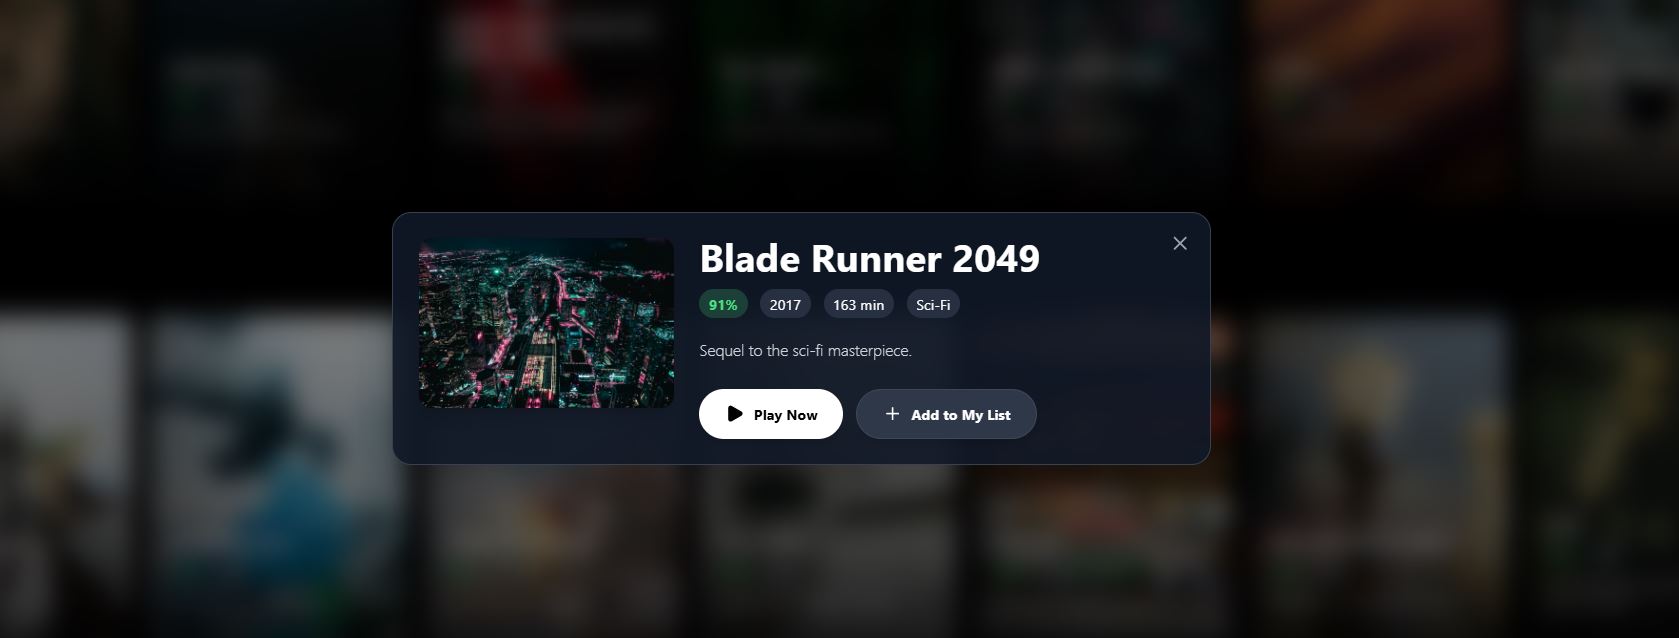 Blade Runner 2049
91% 2017 163 min Sci-Fi
Sequel to the sci-fi masterpiece.
Play Now Add to My List